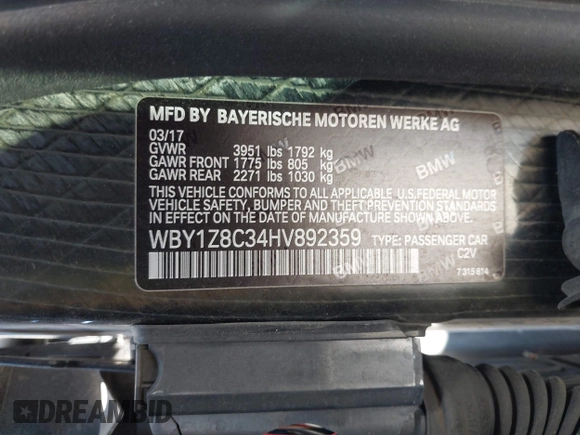 MFD BY BAYERISCHE MOTOREN WERKE AG
03/17
GVWR 3951 lbs 1792 kg
GAWR FRONT 1775 lbs 805 kg
GAWR REAR 2271 lbs 1030 kg
THIS VEHICLE CONFORMS TO ALL APPLICABLE U.S.FEDERAL MOTOR
VEHICLE SAFETY, BUMPER AND THEFT PREVENTION STANDARDS
IN EFFECT ON THE DATE OF MANUFACTURE SHOWN ABOVE.
WBY1Z8C34HV892359 TYPE: PASSENGER CAR
C2V
7315814
BMW
BMW
BMW
BMW
DREAMBID